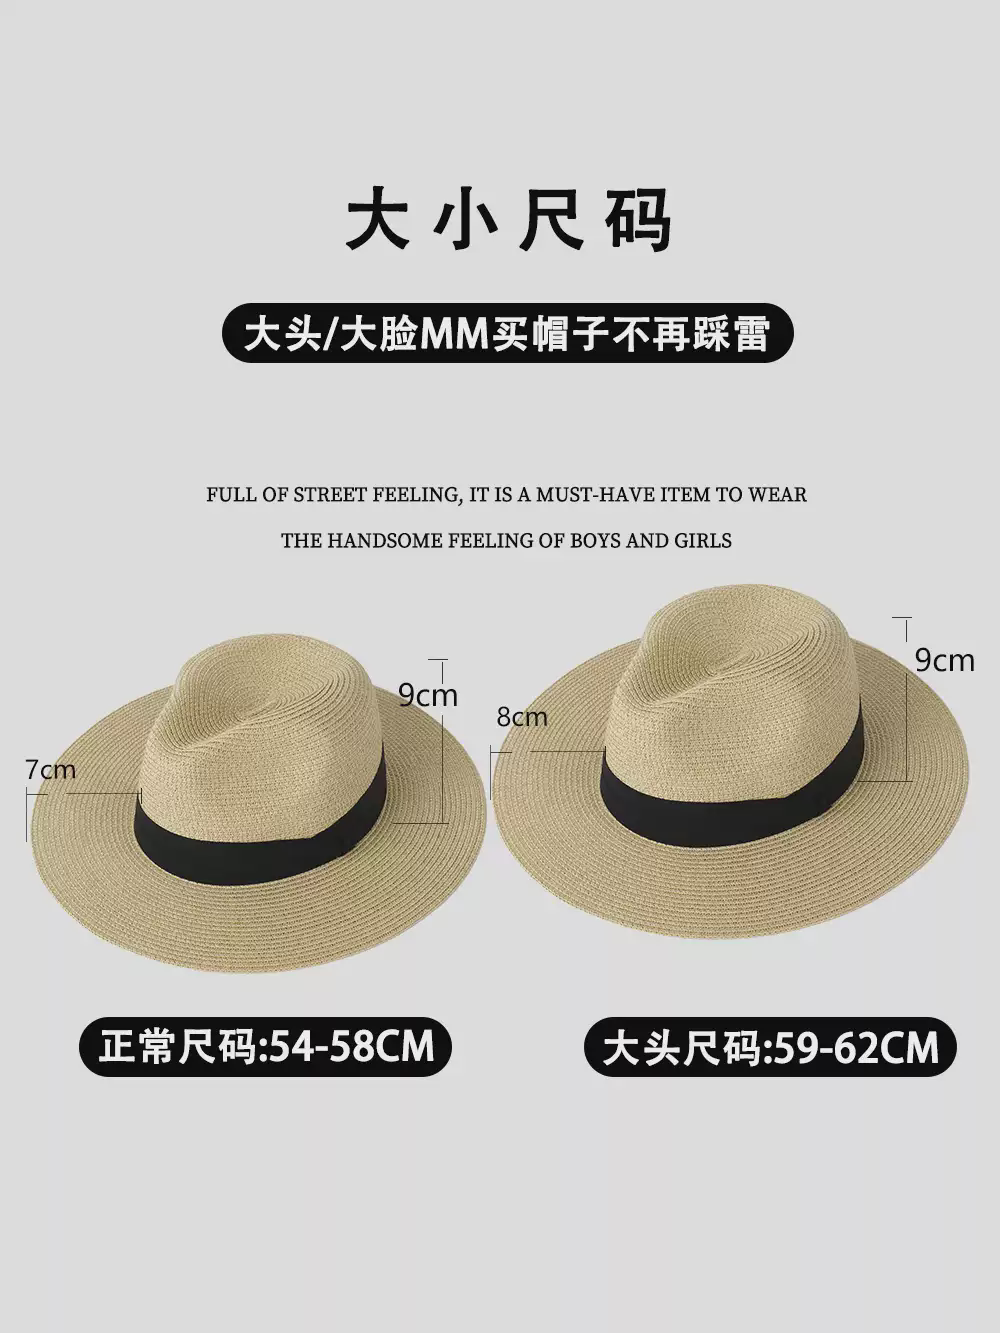 大小尺码
大头/大脸MM买帽子不再踩雷
FULL OF STREET FEELING, IT IS A MUST-HAVE ITEM TO WEAR
THE HANDSOME FEELING OF BOYS AND GIRLS
9cm
7cm
9cm
8cm
正常尺码:54-58CM
大头尺码:59-62CM